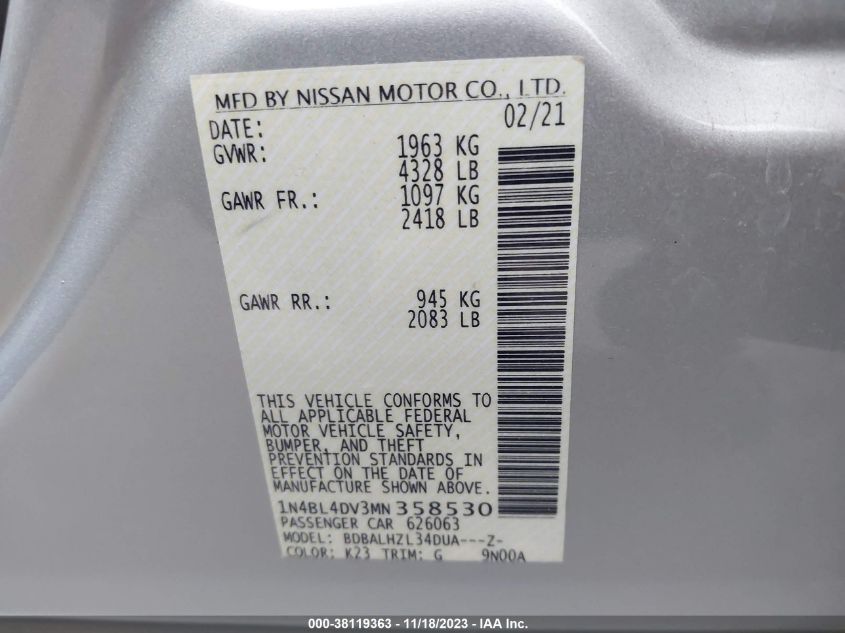 MFD BY NISSAN MOTOR CO., LTD.
DATE: 02/21
GVWR: 1963 KG
4328 LB
GAWR FR.: 1097 KG
2418 LB
GAWR RR.: 945 KG
2083 LB
THIS VEHICLE CONFORMS TO
ALL APPLICABLE FEDERAL
MOTOR VEHICLE SAFETY,
BUMPER, AND THEFT
PREVENTION STANDARDS IN
EFFECT ON THE DATE OF
MANUFACTURE SHOWN ABOVE.
1N4BL4DV3MN358530
PASSENGER CAR 626063
MODEL: BDBALHZL34DUA---Z-
COLOR: K23 TRIM: G 9N00A
000-38119363 - 11/18/2023 - IAA Inc.